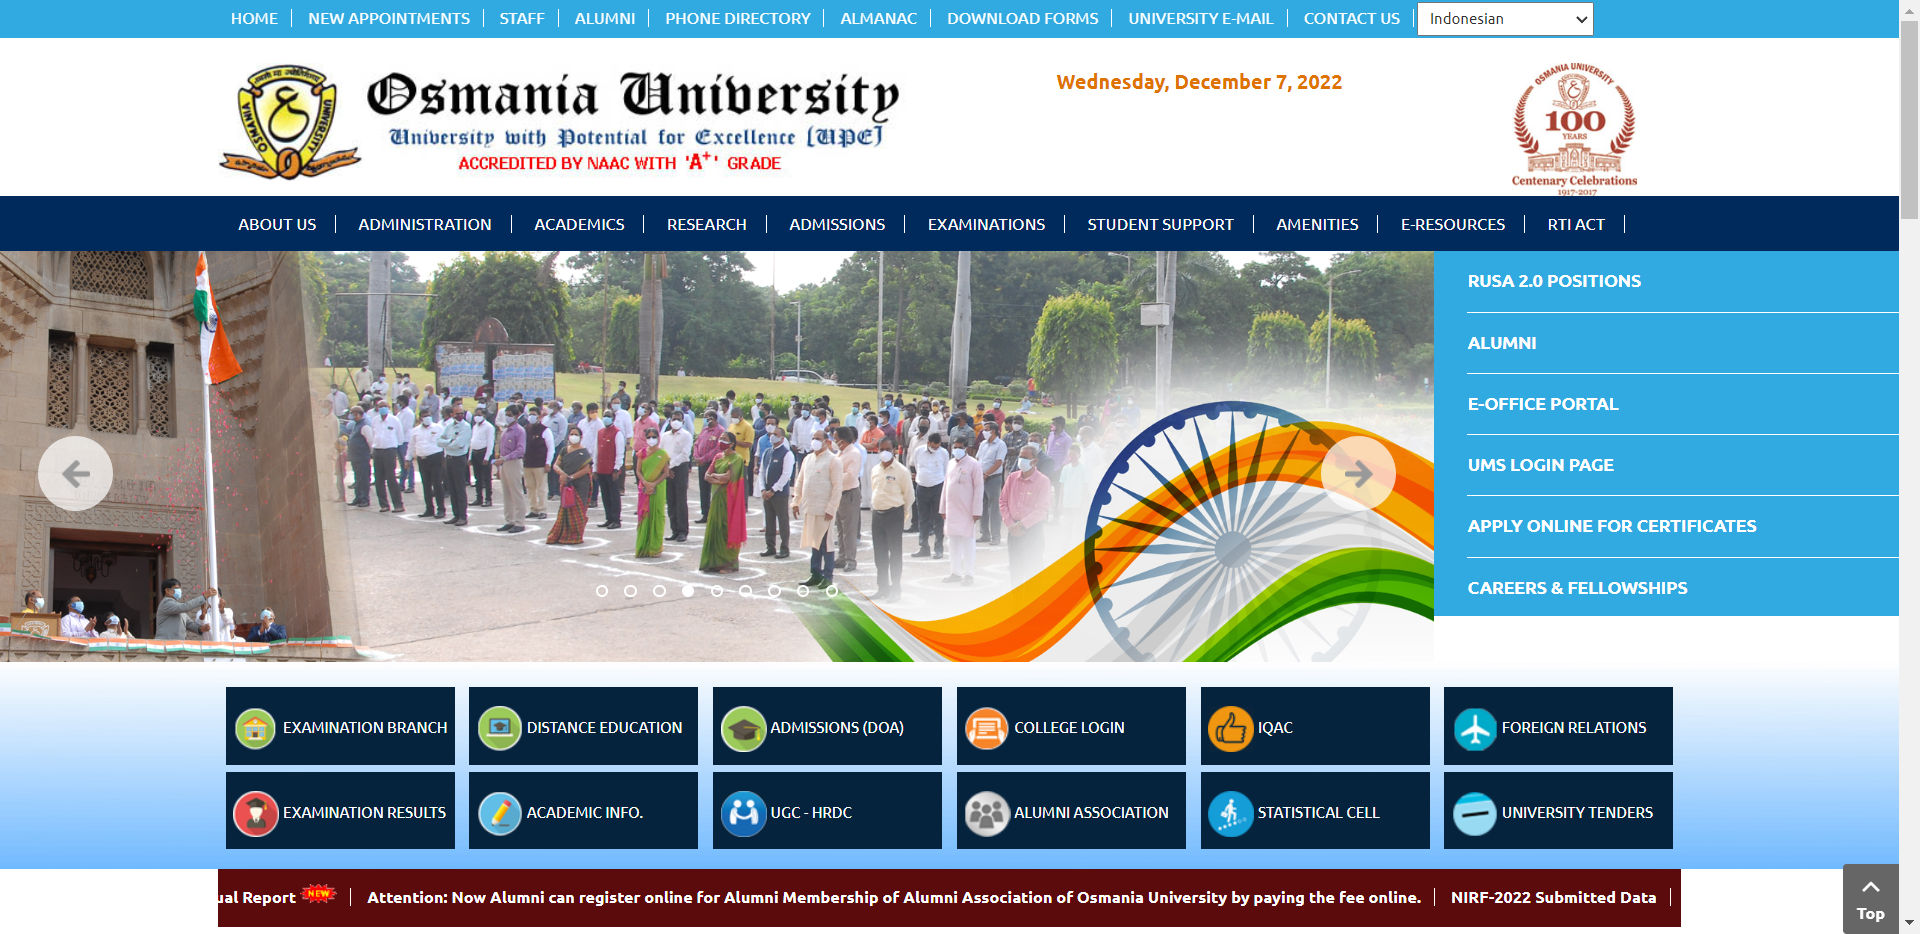 HOME NEW APPOINTMENTS STAFF ALUMNI PHONE DIRECTORY ALMANAC DOWNLOAD FORMS UNIVERSITY E-MAIL CONTACT US Indonesian
Osmania University
University with Potential for Excellence [UPE]
ACCREDITED BY NAAC WITH 'A+' GRADE
OSMANIA UNIVERSITY
Wednesday, December 7, 2022
OSMANIA UNIVERSITY
100
YEARS
Centenary Celebrations
1917-2017
ABOUT US ADMINISTRATION ACADEMICS RESEARCH ADMISSIONS EXAMINATIONS STUDENT SUPPORT AMENITIES E-RESOURCES RTI ACT
RUSA 2.0 POSITIONS
ALUMNI
E-OFFICE PORTAL
UMS LOGIN PAGE
APPLY ONLINE FOR CERTIFICATES
CAREERS & FELLOWSHIPS
EXAMINATION BRANCH DISTANCE EDUCATION ADMISSIONS (DOA) COLLEGE LOGIN IQAC FOREIGN RELATIONS
EXAMINATION RESULTS ACADEMIC INFO. UGC - HRDC ALUMNI ASSOCIATION STATISTICAL CELL UNIVERSITY TENDERS
ual Report NEW Attention: Now Alumni can register online for Alumni Membership of Alumni Association of Osmania University by paying the fee online. NIRF-2022 Submitted Data
Top